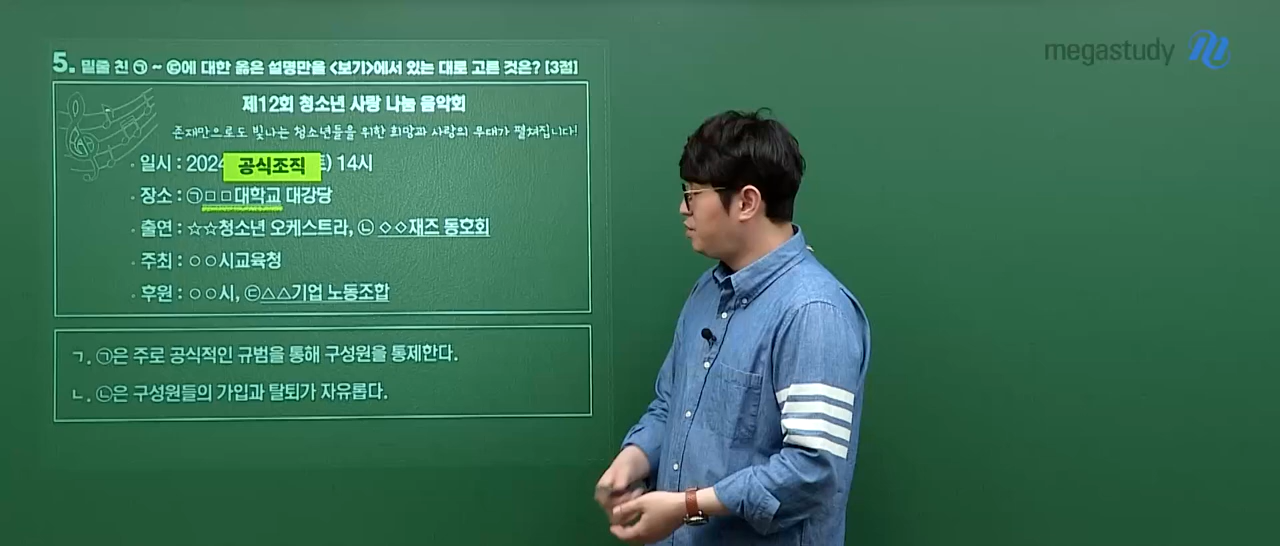 megastudy
5. 밑줄 친 ㉠ ~ ㉢에 대한 옳은 설명만을 <보기>에서 있는 대로 고른 것은? [3점]
제12회 청소년 사랑 나눔 음악회
존재만으로도 빛나는 청소년들을 위한 희망과 사랑의 무대가 펼쳐집니다!
· 일시 : 2024 공식조직 ) 14시
· 장소 : ㉠□□대학교 대강당
· 출연 : ☆☆청소년 오케스트라, ㉡ ◇◇재즈 동호회
· 주최 : ○○시교육청
· 후원 : ○○시, ㉢△△기업 노동조합
ㄱ. ㉠은 주로 공식적인 규범을 통해 구성원을 통제한다.
ㄴ. ㉡은 구성원들의 가입과 탈퇴가 자유롭다.